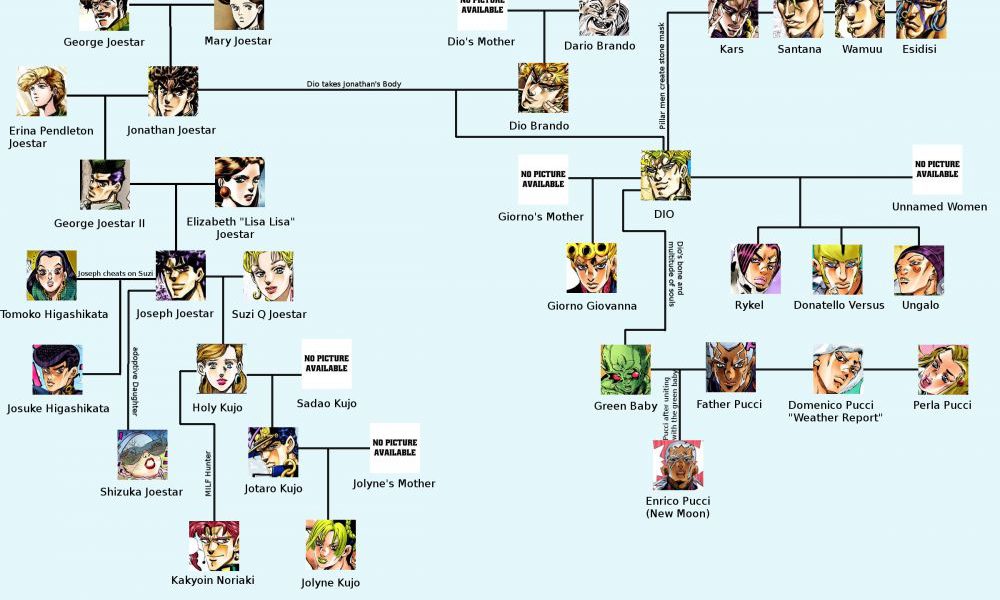 NO PICTURE
AVAILABLE
George Joestar
Mary Joestar
Dio's Mother
Dario Brando
Kars
Santana
Wamuu
Esidisi
Pillar men create stone mask
Dio takes Jonathan's Body
Erina Pendleton
Joestar
Jonathan Joestar
Dio Brando
NO PICTURE
AVAILABLE
NO PICTURE
AVAILABLE
George Joestar II
Elizabeth "Lisa Lisa"
Joestar
Giorno's Mother
DIO
Unnamed Women
Joseph cheats on Suzi
Dio's bone and
multitude of souls
Tomoko Higashikata
Joseph Joestar
Suzi Q Joestar
Giorno Giovanna
Rykel
Donatello Versus
Ungalo
adoptive Daughter
NO PICTURE
AVAILABLE
Josuke Higashikata
Holy Kujo
Sadao Kujo
Green Baby
Father Pucci
Domenico Pucci
"Weather Report"
Perla Pucci
Pucci after uniting
with the green baby
NO PICTURE
AVAILABLE
MILF Hunter
Shizuka Joestar
Jotaro Kujo
Jolyne's Mother
Enrico Pucci
(New Moon)
Kakyoin Noriaki
Jolyne Kujo